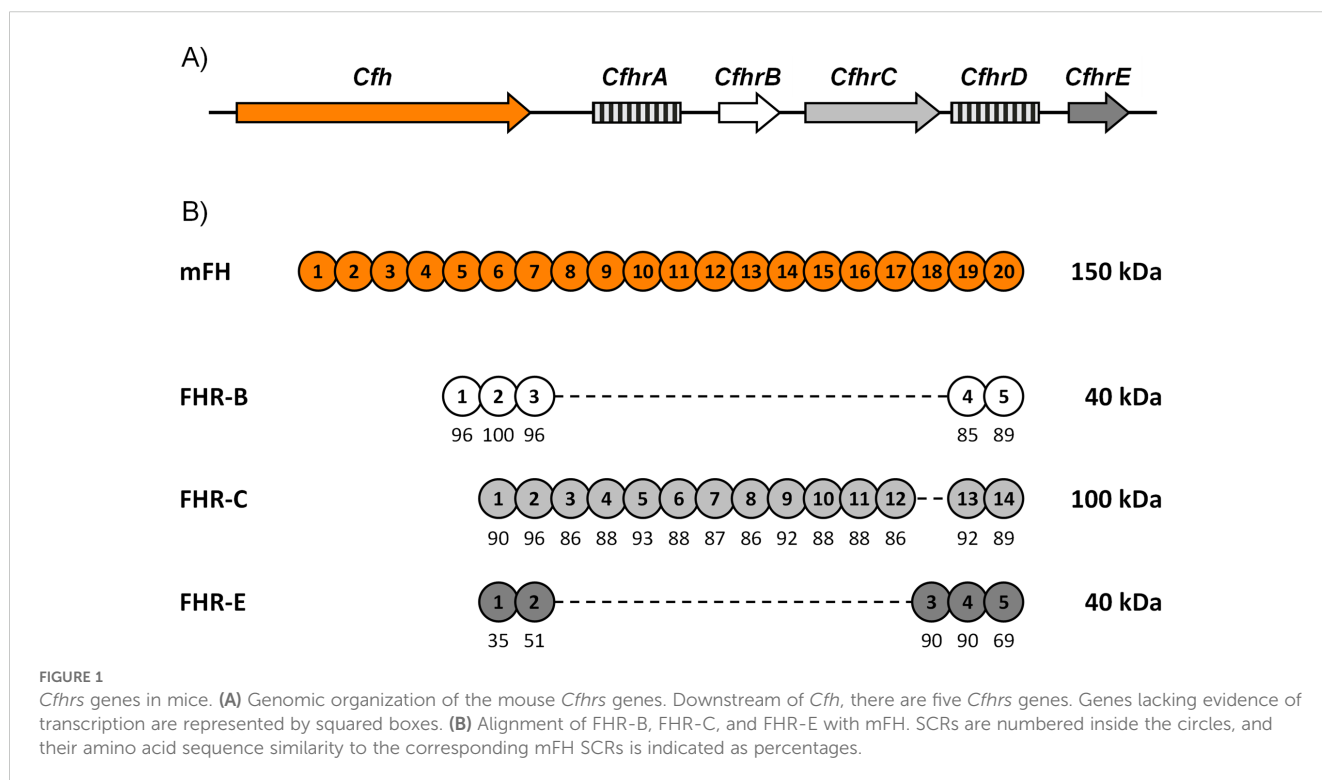 A)
Cfh CfhrA CfhrB CfhrC CfhrD CfhrE
B)
mFH 1 2 3 4 5 6 7 8 9 10 11 12 13 14 15 16 17 18 19 20 150 kDa
FHR-B 1 2 3 4 5 40 kDa
96 100 96 85 89
FHR-C 1 2 3 4 5 6 7 8 9 10 11 12 13 14 100 kDa
90 96 86 88 93 88 87 86 92 88 88 86 92 89
FHR-E 1 2 3 4 5 40 kDa
35 51 90 90 69
FIGURE 1
Cfhrs genes in mice. (A) Genomic organization of the mouse Cfhrs genes. Downstream of Cfh, there are five Cfhrs genes. Genes lacking evidence of
transcription are represented by squared boxes. (B) Alignment of FHR-B, FHR-C, and FHR-E with mFH. SCRs are numbered inside the circles, and
their amino acid sequence similarity to the corresponding mFH SCRs is indicated as percentages.